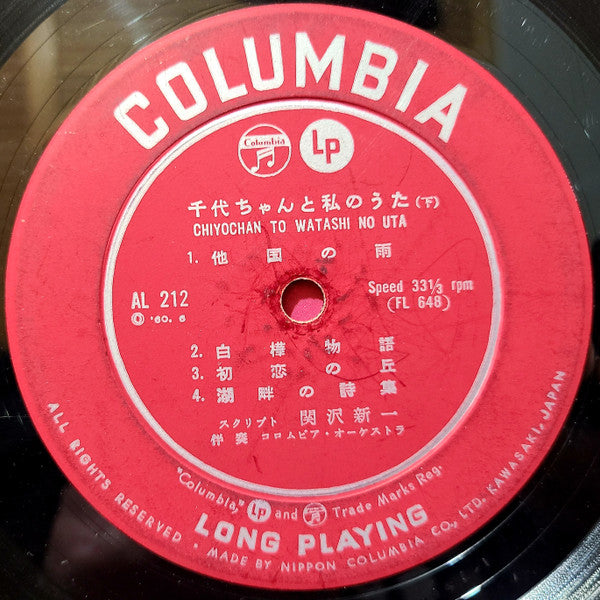 COLUMBIA
Columbia LP
千代ちゃんと私のうた(下)
CHIYOCHAN TO WATASHI NO UTA
1. 他国の雨
AL 212
© '60. 6
Speed 33⅓ rpm
(FL 648)
2. 白樺物語
3. 初恋の丘
4. 湖畔の詩集
スクリプト 関沢新一
伴奏 コロムビア・オーケストラ
"Columbia," LP and Trade Marks Reg.
LONG PLAYING
ALL RIGHTS RESERVED · MADE BY NIPPON COLUMBIA CO., LTD. KAWASAKI, JAPAN